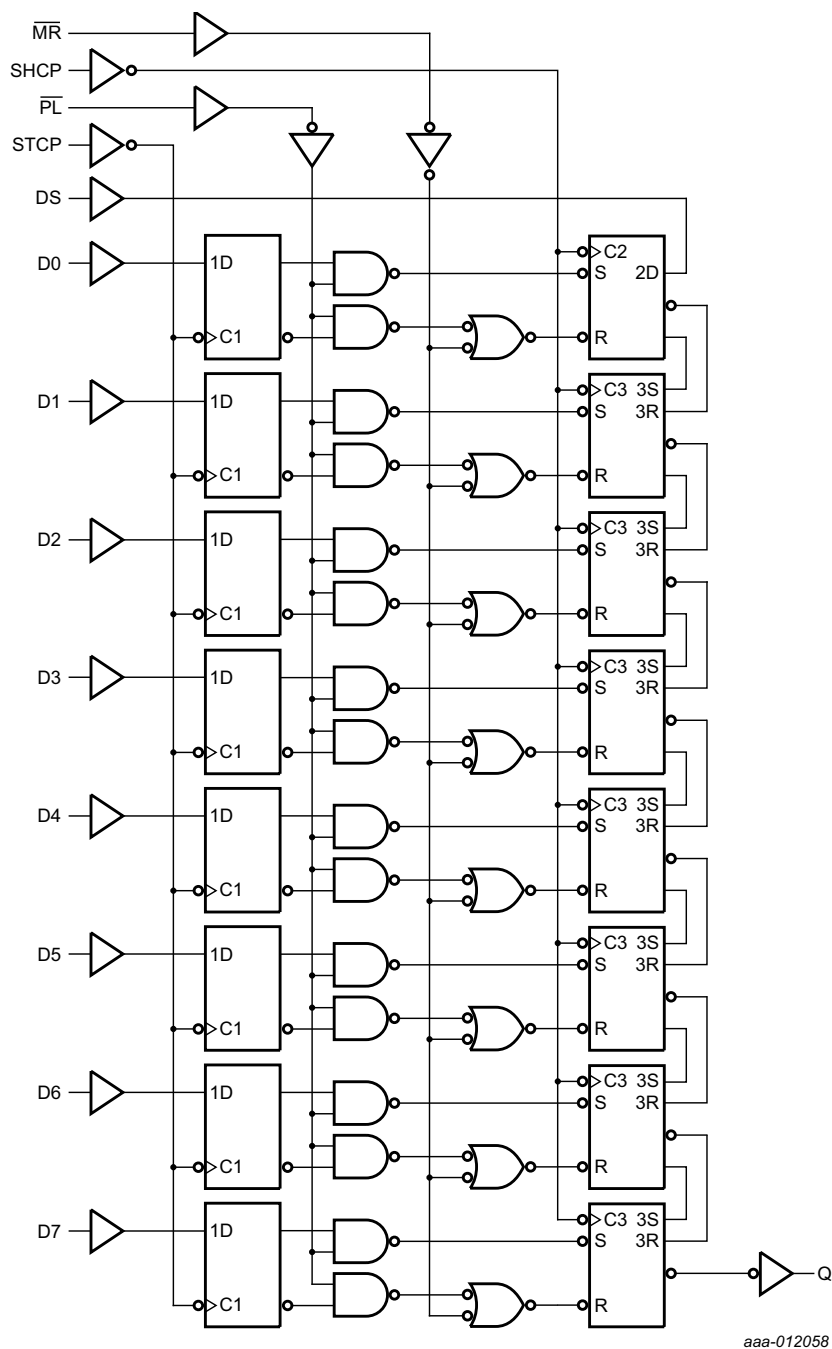 M̅R̅
SHCP
P̅L̅
STCP
DS
D0 1D C2
S 2D
C1 R
D1 1D C3 3S
S 3R
C1 R
D2 1D C3 3S
S 3R
C1 R
D3 1D C3 3S
S 3R
C1 R
D4 1D C3 3S
S 3R
C1 R
D5 1D C3 3S
S 3R
C1 R
D6 1D C3 3S
S 3R
C1 R
D7 1D C3 3S
S 3R
Q
C1 R
aaa-012058